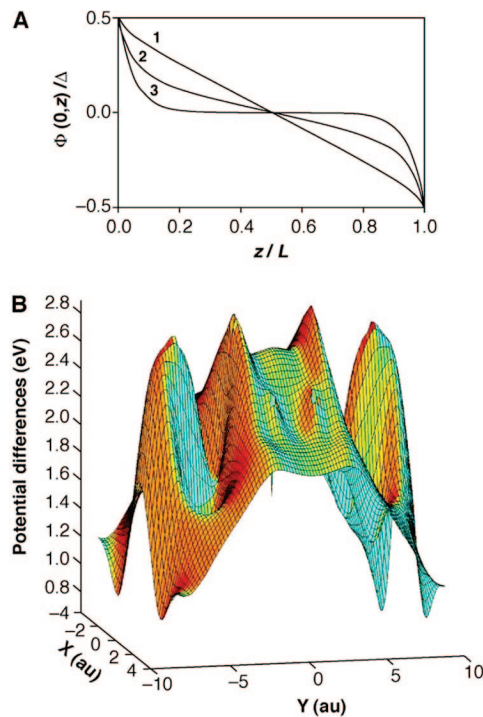 A
0.5
0.0
−0.5
Φ (0,z) /Δ
1
2
3
0.0 0.2 0.4 0.6 0.8 1.0
z / L
B
2.8
2.6
2.4
2.2
2.0
1.8
1.6
1.4
1.2
1.0
0.8
Potential differences (eV)
−4
−2
0
2
4
X (au)
−10 −5 0 5 10
Y (au)